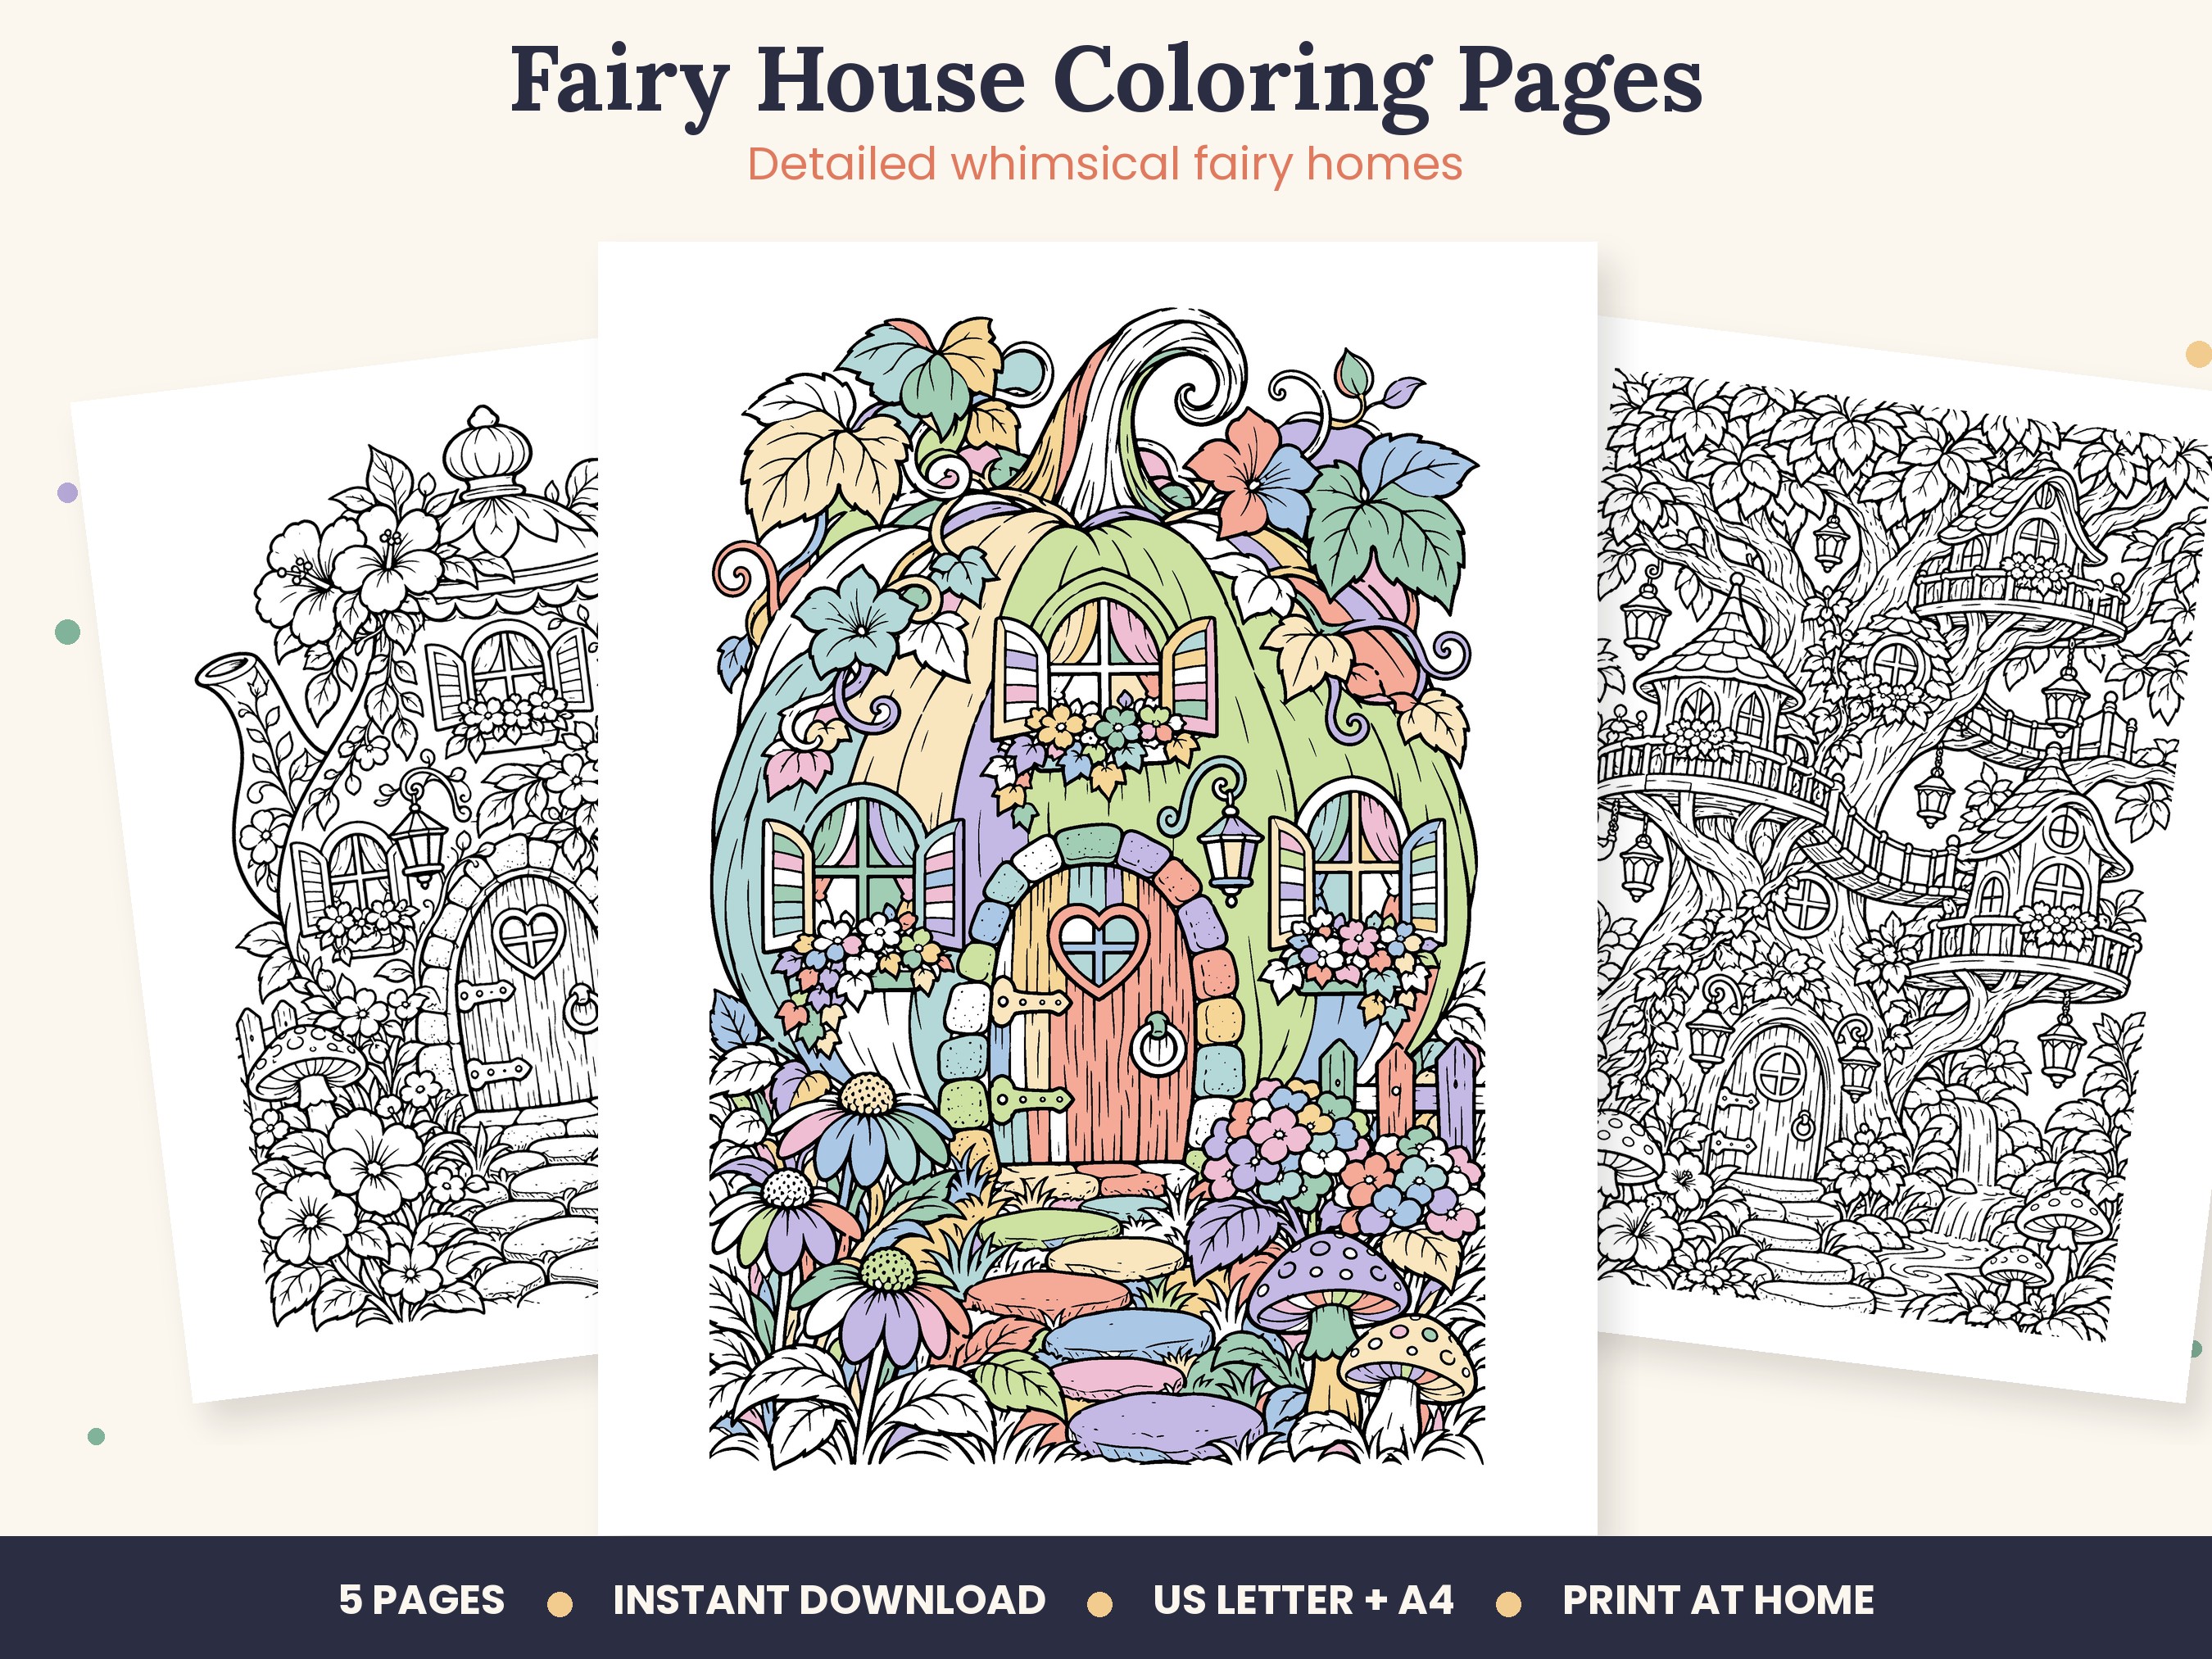 Fairy House Coloring Pages
Detailed whimsical fairy homes
5 PAGES ● INSTANT DOWNLOAD ● US LETTER + A4 ● PRINT AT HOME